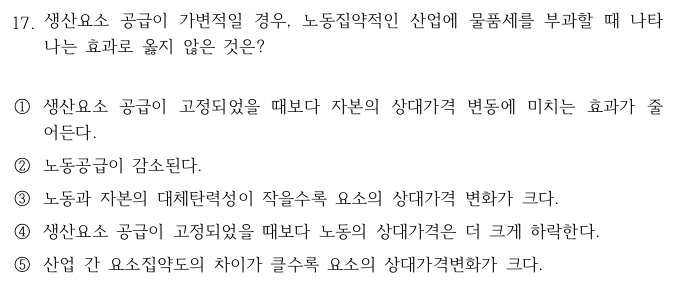 17. 생산요소 공급이 가변적일 경우, 노동집약적인 산업에 물품세를 부과할 때 나타
나는 효과로 옳지 않은 것은?
① 생산요소 공급이 고정되었을 때보다 자본의 상대가격 변동에 미치는 효과가 줄
어든다.
② 노동공급이 감소된다.
③ 노동과 자본의 대체탄력성이 작을수록 요소의 상대가격 변화가 크다.
④ 생산요소 공급이 고정되었을 때보다 노동의 상대가격은 더 크게 하락한다.
⑤ 산업 간 요소집약도의 차이가 클수록 요소의 상대가격변화가 크다.